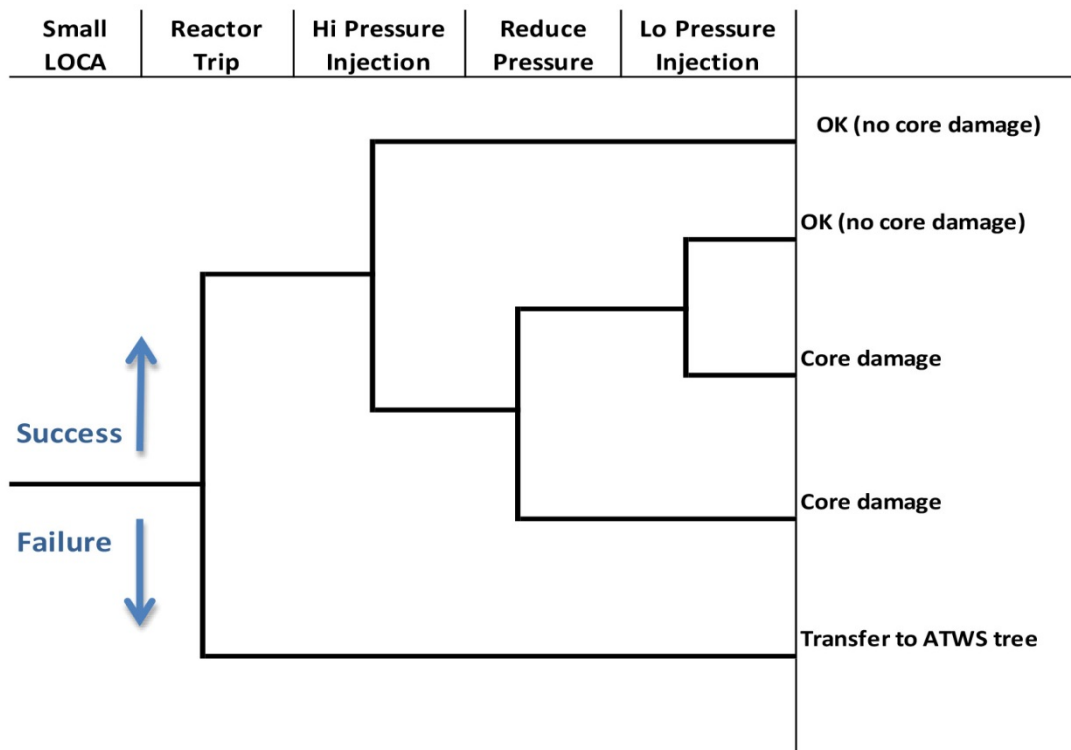 Small LOCA
Reactor Trip
Hi Pressure Injection
Reduce Pressure
Lo Pressure Injection
OK (no core damage)
OK (no core damage)
Core damage
Success
Core damage
Failure
Transfer to ATWS tree